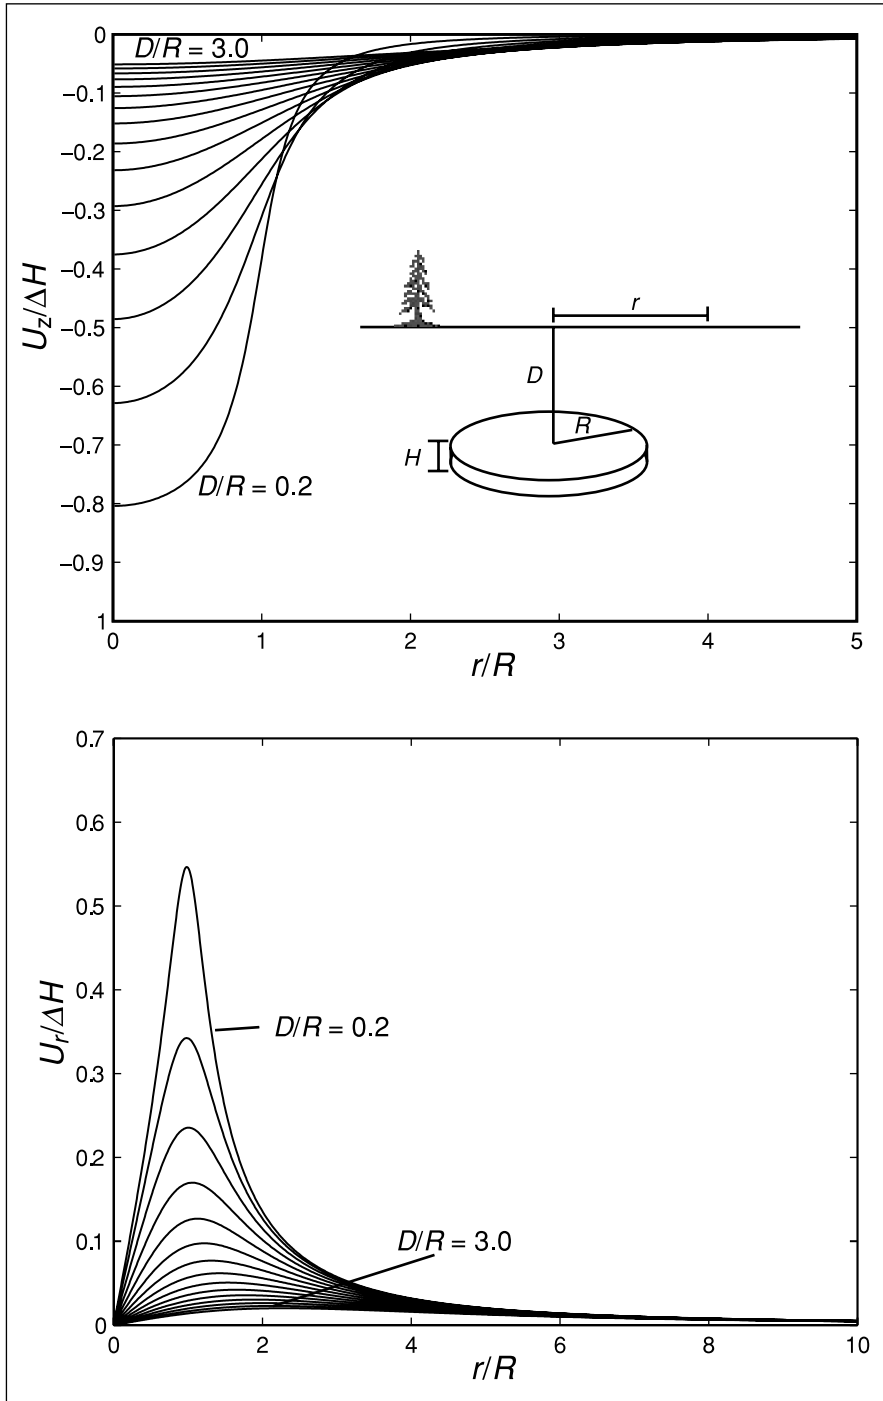 0
D/R = 3.0
–0.1
–0.2
–0.3
–0.4
–0.5
–0.6
–0.7
–0.8
–0.9
1
U_z/ΔH
r
D
R
H
D/R = 0.2
0 1 2 3 4 5
r/R
0.7
0.6
0.5
0.4
0.3
0.2
0.1
0
U_r/ΔH
D/R = 0.2
D/R = 3.0
0 2 4 6 8 10
r/R